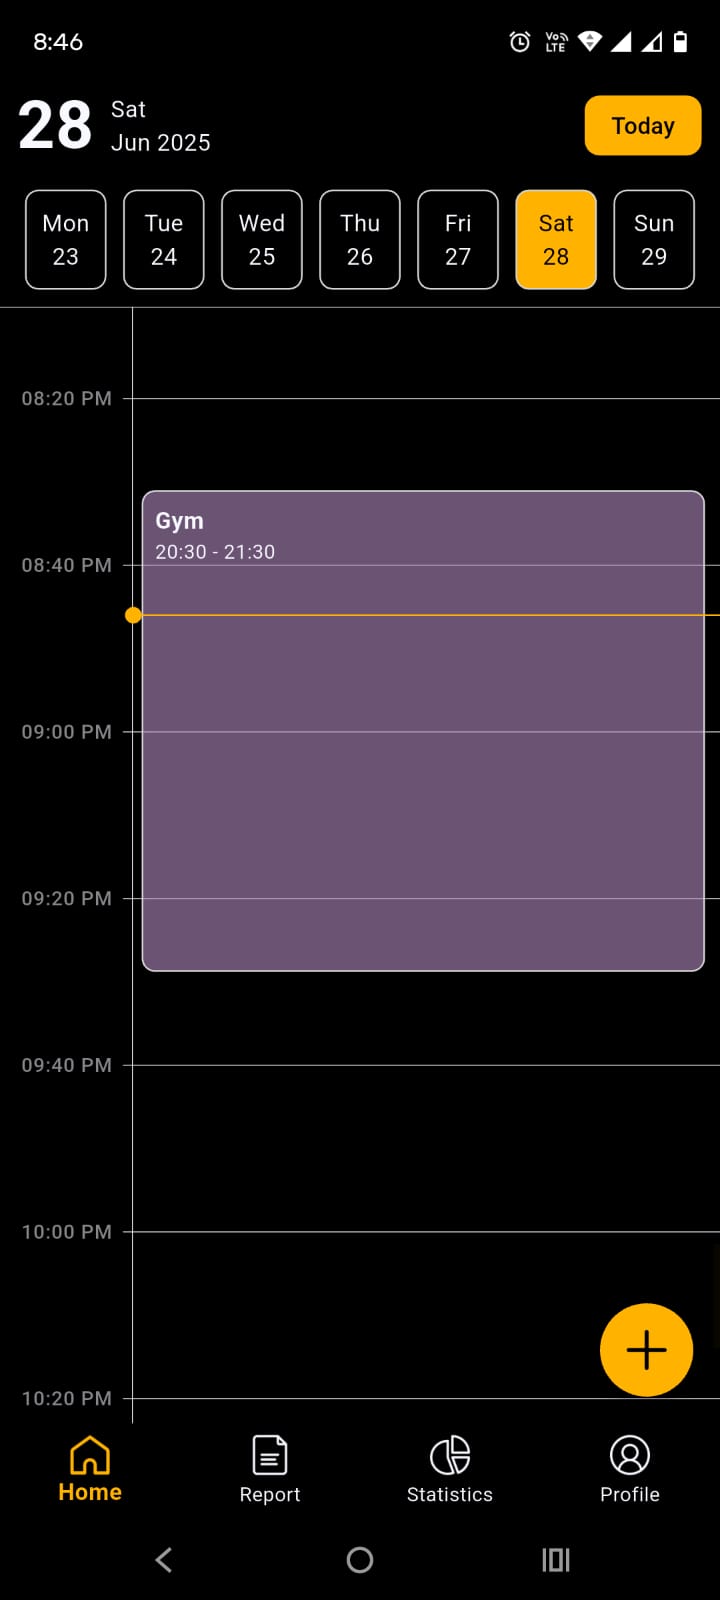 8:46
Vo)) LTE
28
Sat
Jun 2025
Today
Mon Tue Wed Thu Fri Sat Sun
23 24 25 26 27 28 29
08:20 PM
Gym
20:30 - 21:30
08:40 PM
09:00 PM
09:20 PM
09:40 PM
10:00 PM
10:20 PM
Home Report Statistics Profile